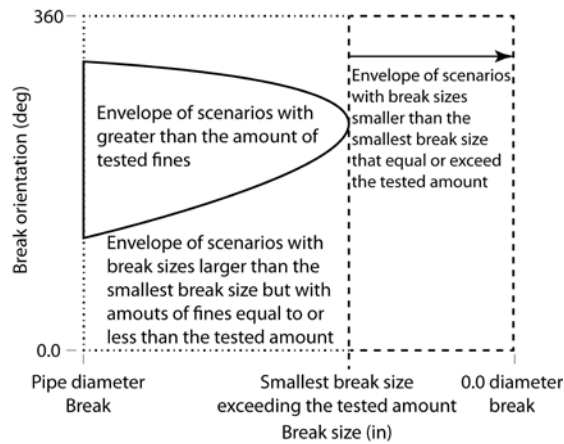 360
Break orientation (deg)
0.0
Envelope of scenarios with
greater than the amount of
tested fines
Envelope of scenarios
with break sizes
smaller than the
smallest break size
that equal or exceed
the tested amount
Envelope of scenarios with
break sizes larger than the
smallest break size but with
amouts of fines equal to or
less than the tested amount
Pipe diameter
Break
Smallest break size
exceeding the tested amount
0.0 diameter
break
Break size (in)